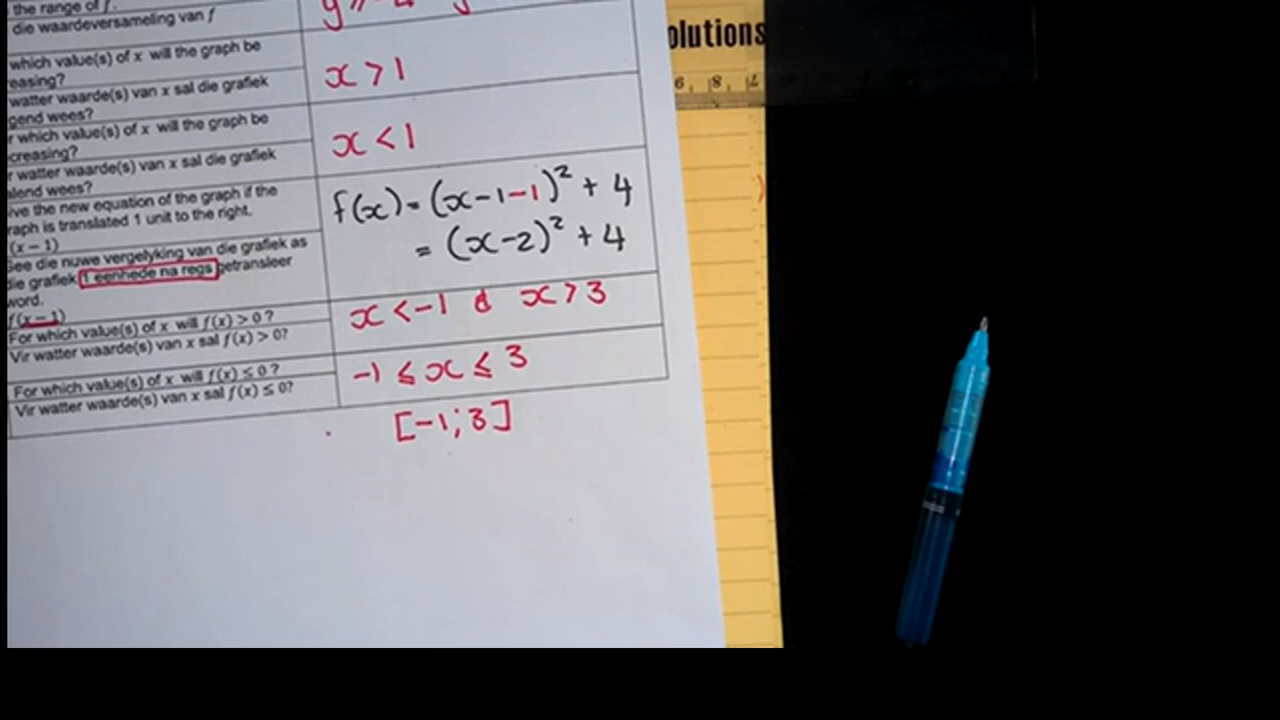 the range of f.
die waardeversameling van f
which value(s) of x will the graph be
easing?
watter waarde(s) van x sal die grafiek
gend wees?
x > 1
r which value(s) of x will the graph be
creasing?
r watter waarde(s) van x sal die grafiek
alend wees?
x < 1
ive the new equation of the graph if the
raph is translated 1 unit to the right.
(x − 1)
Gee die nuwe vergelyking van die grafiek as
die grafiek 1 eenhede na regs getransleer
word.
f(x − 1)
f(x) = (x-1-1)² + 4
= (x-2)² + 4
For which value(s) of x will f(x) > 0 ?
Vir watter waarde(s) van x sal f(x) > 0?
x < -1 & x > 3
For which value(s) of x will f(x) ≤ 0 ?
Vir watter waarde(s) van x sal f(x) ≤ 0?
-1 ≤ x ≤ 3
[-1;3]
olutions
9 8 7